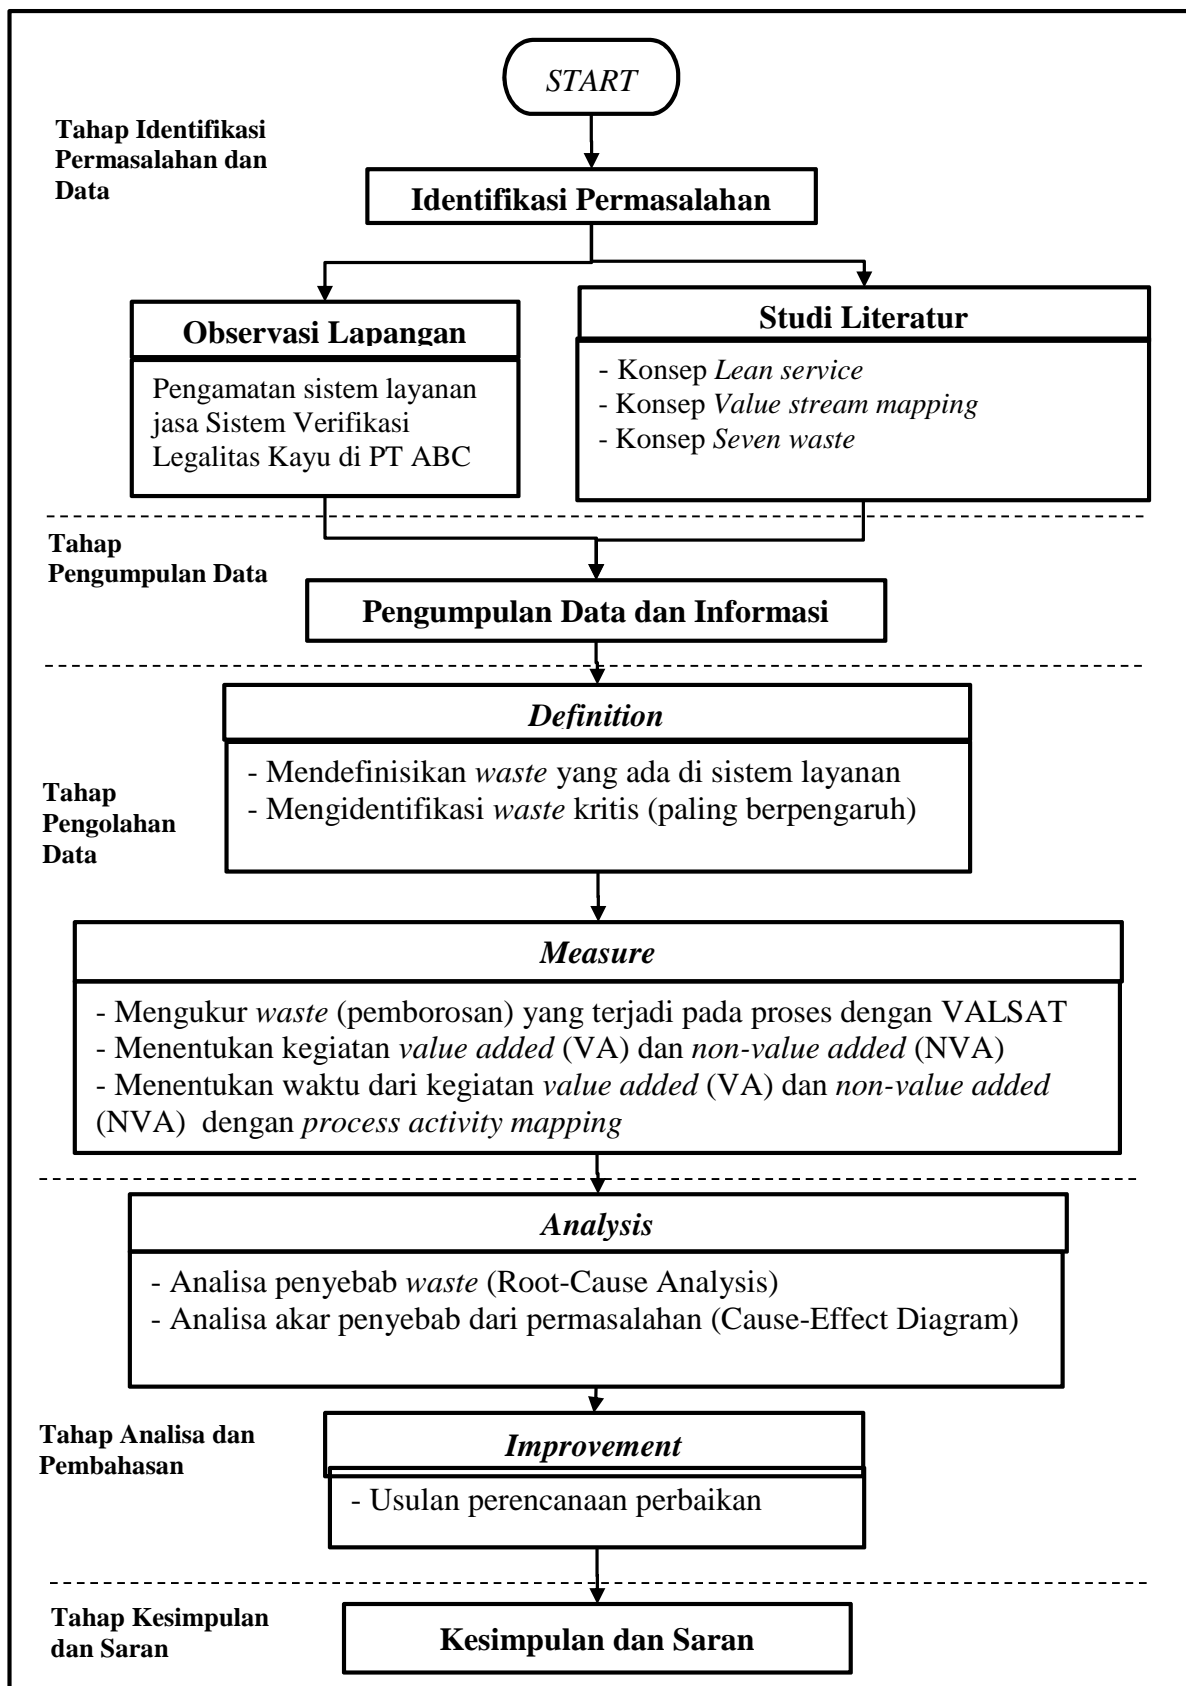 START
Tahap Identifikasi
Permasalahan dan
Data
Identifikasi Permasalahan
Observasi Lapangan
Pengamatan sistem layanan
jasa Sistem Verifikasi
Legalitas Kayu di PT ABC
Studi Literatur
- Konsep Lean service
- Konsep Value stream mapping
- Konsep Seven waste
Tahap
Pengumpulan Data
Pengumpulan Data dan Informasi
Definition
- Mendefinisikan waste yang ada di sistem layanan
- Mengidentifikasi waste kritis (paling berpengaruh)
Tahap
Pengolahan
Data
Measure
- Mengukur waste (pemborosan) yang terjadi pada proses dengan VALSAT
- Menentukan kegiatan value added (VA) dan non-value added (NVA)
- Menentukan waktu dari kegiatan value added (VA) dan non-value added
(NVA)  dengan process activity mapping
Analysis
- Analisa penyebab waste (Root-Cause Analysis)
- Analisa akar penyebab dari permasalahan (Cause-Effect Diagram)
Tahap Analisa dan
Pembahasan
Improvement
- Usulan perencanaan perbaikan
Tahap Kesimpulan
dan Saran
Kesimpulan dan Saran